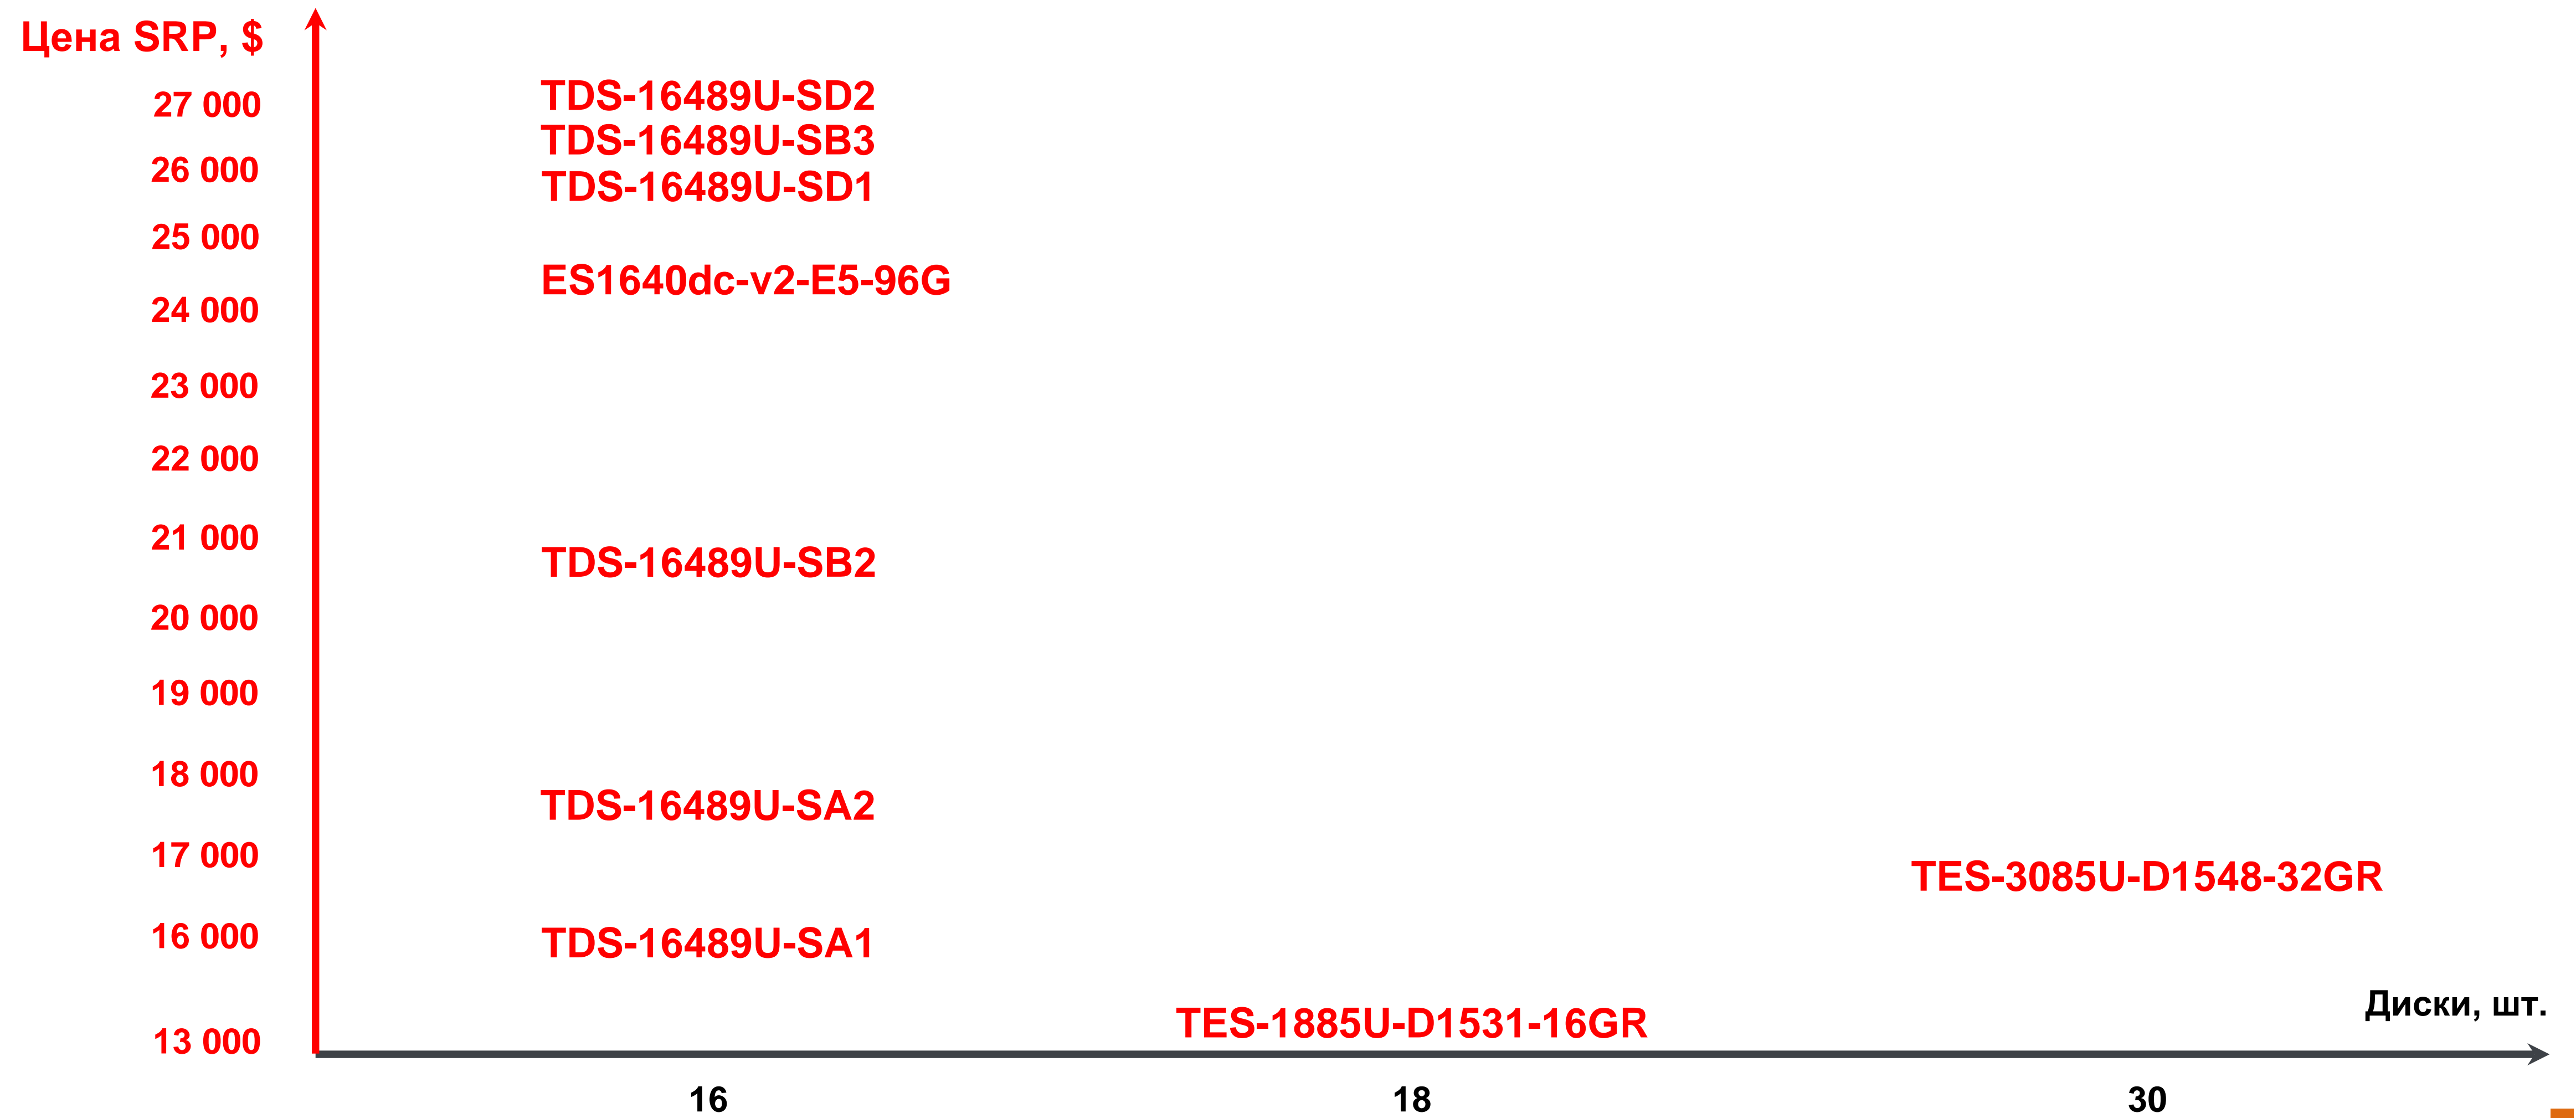 Цена SRP, $
27 000
TDS-16489U-SD2
TDS-16489U-SB3
26 000
TDS-16489U-SD1
25 000
ES1640dc-v2-E5-96G
24 000
23 000
22 000
21 000
TDS-16489U-SB2
20 000
19 000
18 000
TDS-16489U-SA2
17 000
TES-3085U-D1548-32GR
16 000
TDS-16489U-SA1
Диски, шт.
TES-1885U-D1531-16GR
13 000
16
18
30